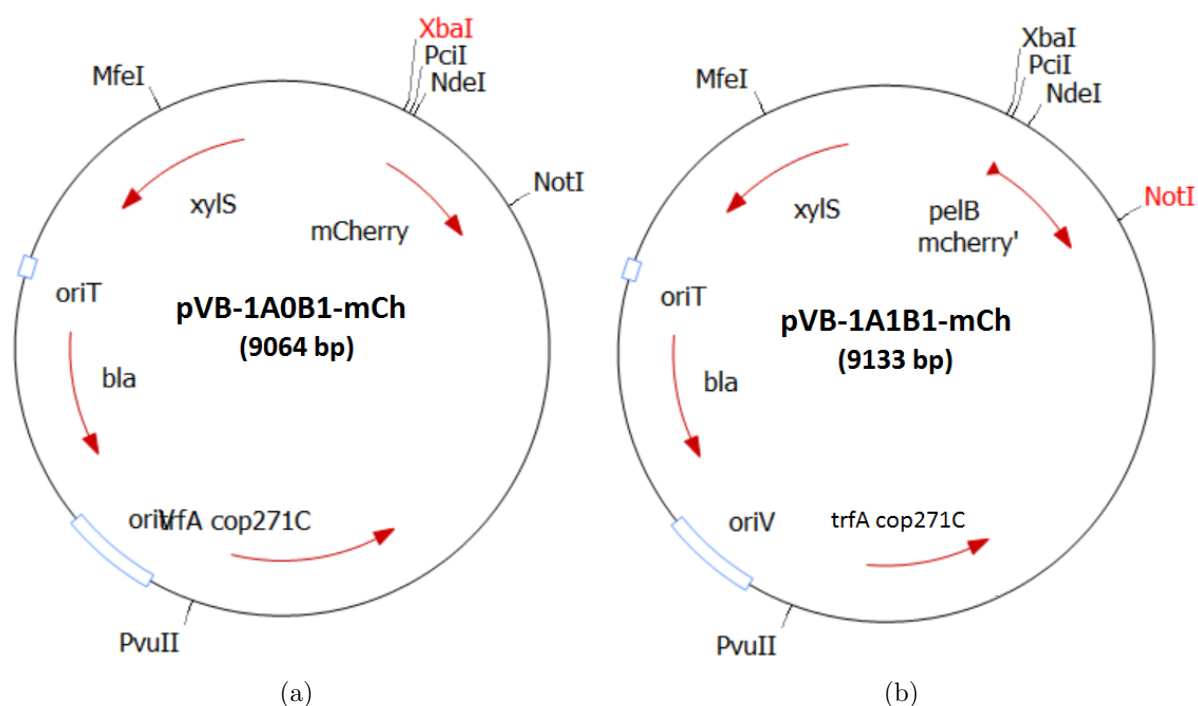 XbaI
PciI
NdeI
MfeI
NotI
xylS
mCherry
oriT
pVB-1A0B1-mCh
(9064 bp)
bla
oriV trfA cop271C
PvuII
(a)
XbaI
PciI
NdeI
MfeI
NotI
xylS
pelB
mcherry'
oriT
pVB-1A1B1-mCh
(9133 bp)
bla
oriV
trfA cop271C
PvuII
(b)